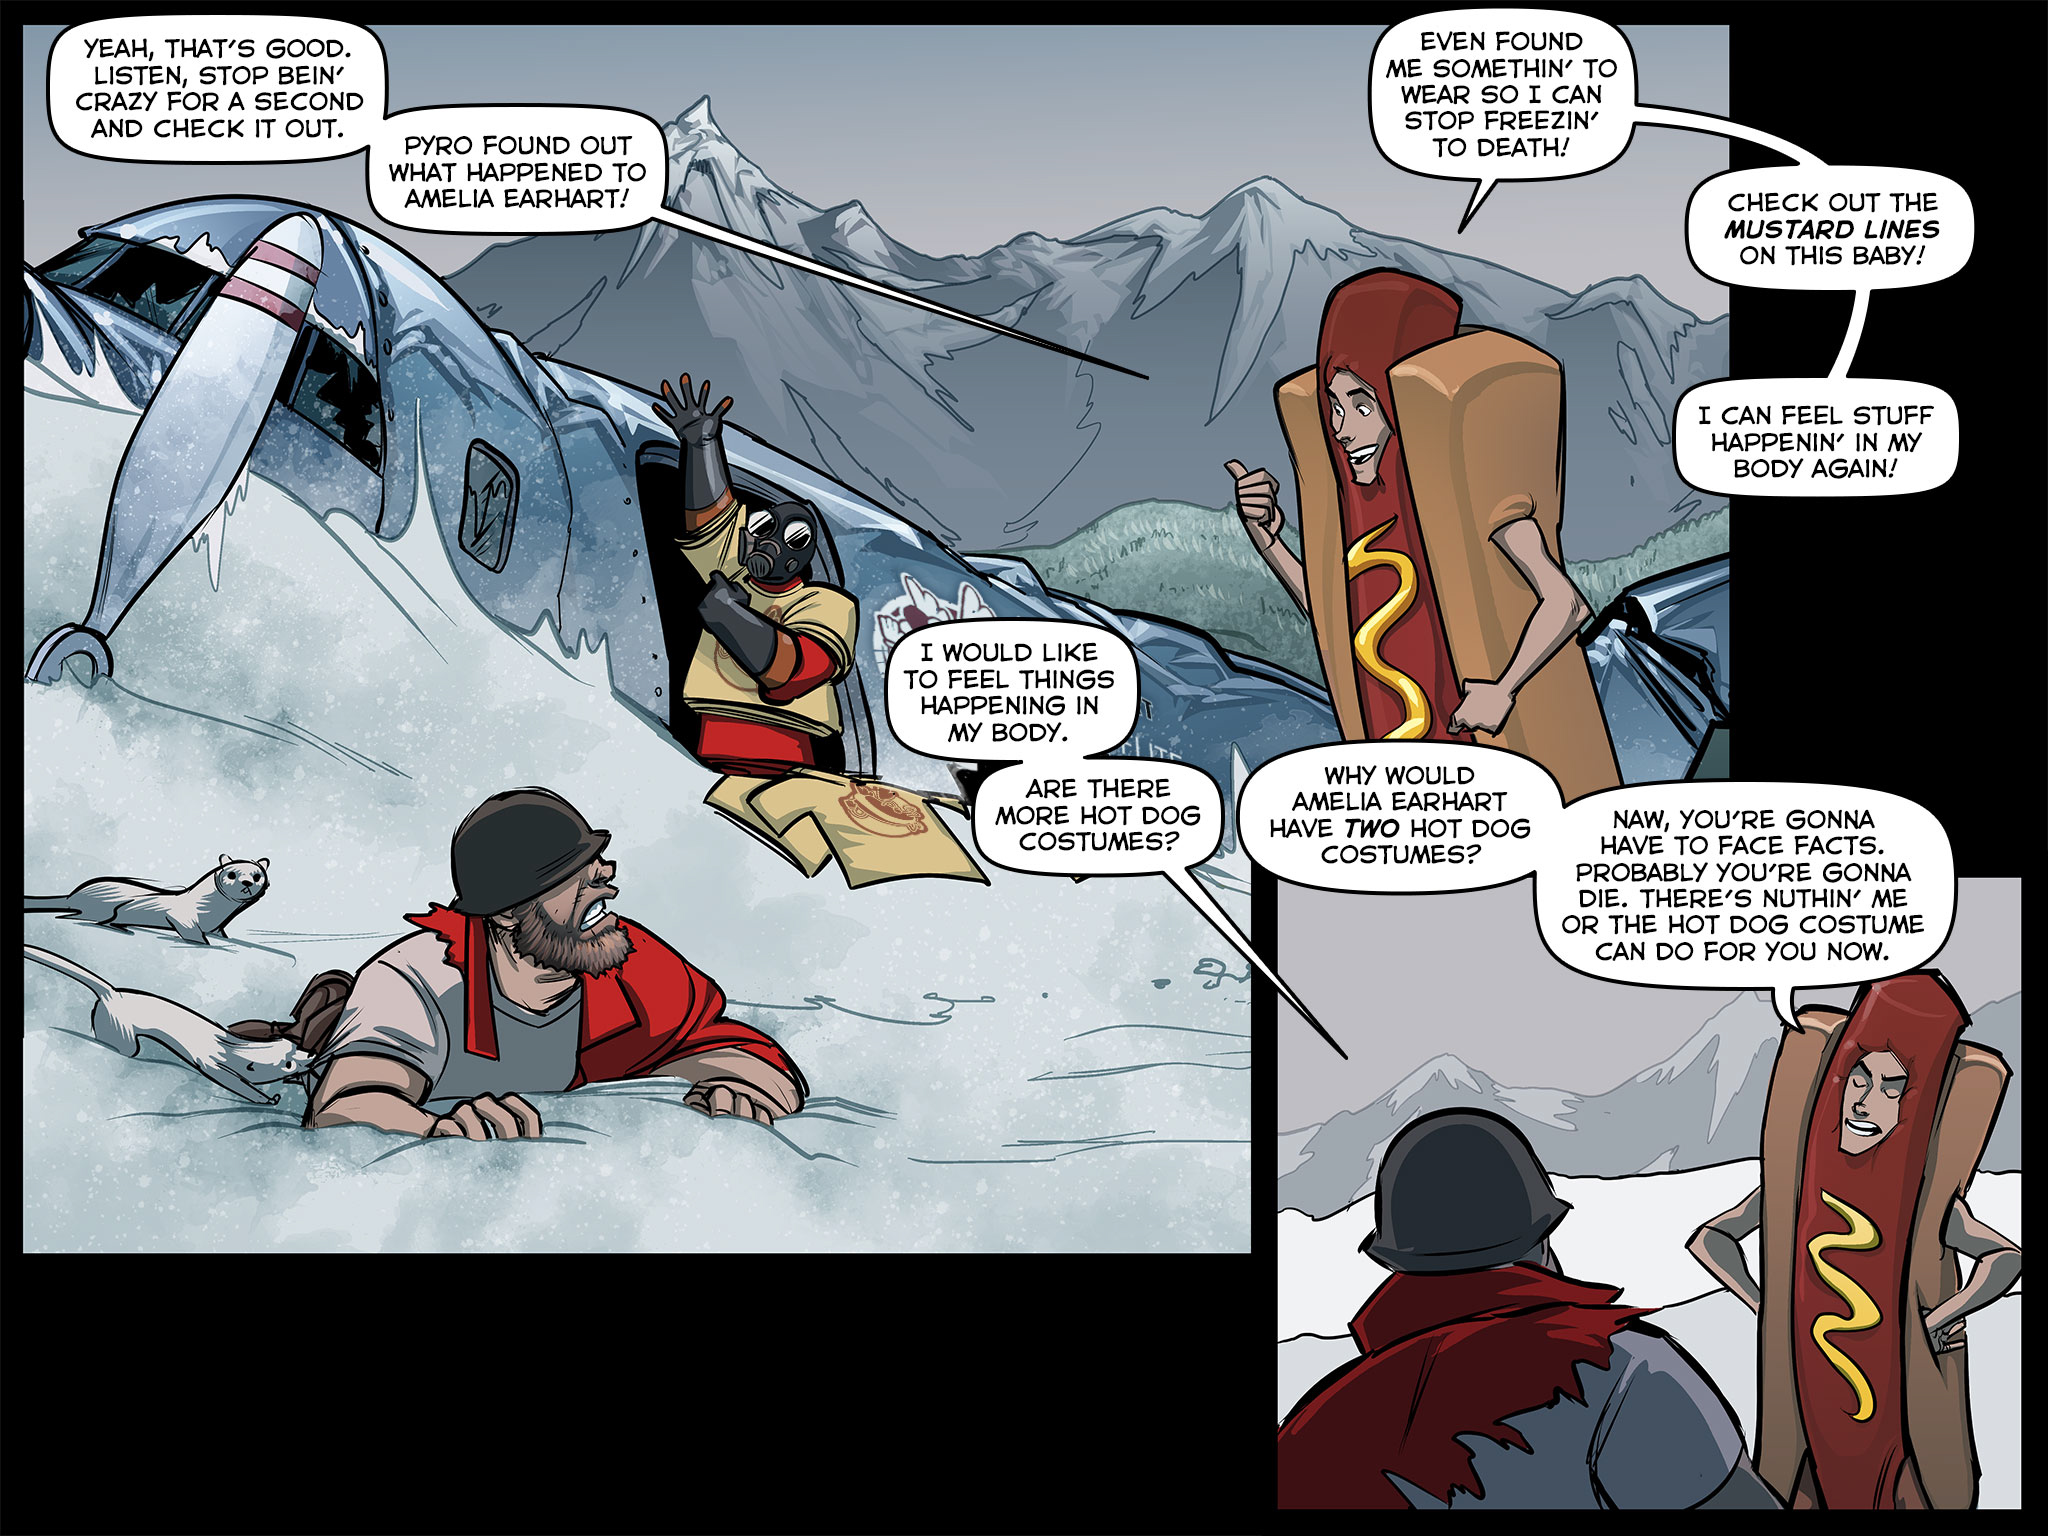 YEAH, THAT'S GOOD.
LISTEN, STOP BEIN'
CRAZY FOR A SECOND
AND CHECK IT OUT.
PYRO FOUND OUT
WHAT HAPPENED TO
AMELIA EARHART!
EVEN FOUND
ME SOMETHIN' TO
WEAR SO I CAN
STOP FREEZIN'
TO DEATH!
CHECK OUT THE
MUSTARD LINES
ON THIS BABY!
I CAN FEEL STUFF
HAPPENIN' IN MY
BODY AGAIN!
I WOULD LIKE
TO FEEL THINGS
HAPPENING IN
MY BODY.
ARE THERE
MORE HOT DOG
COSTUMES?
WHY WOULD
AMELIA EARHART
HAVE TWO HOT DOG
COSTUMES?
NAW, YOU'RE GONNA
HAVE TO FACE FACTS.
PROBABLY YOU'RE GONNA
DIE. THERE'S NUTHIN' ME
OR THE HOT DOG COSTUME
CAN DO FOR YOU NOW.